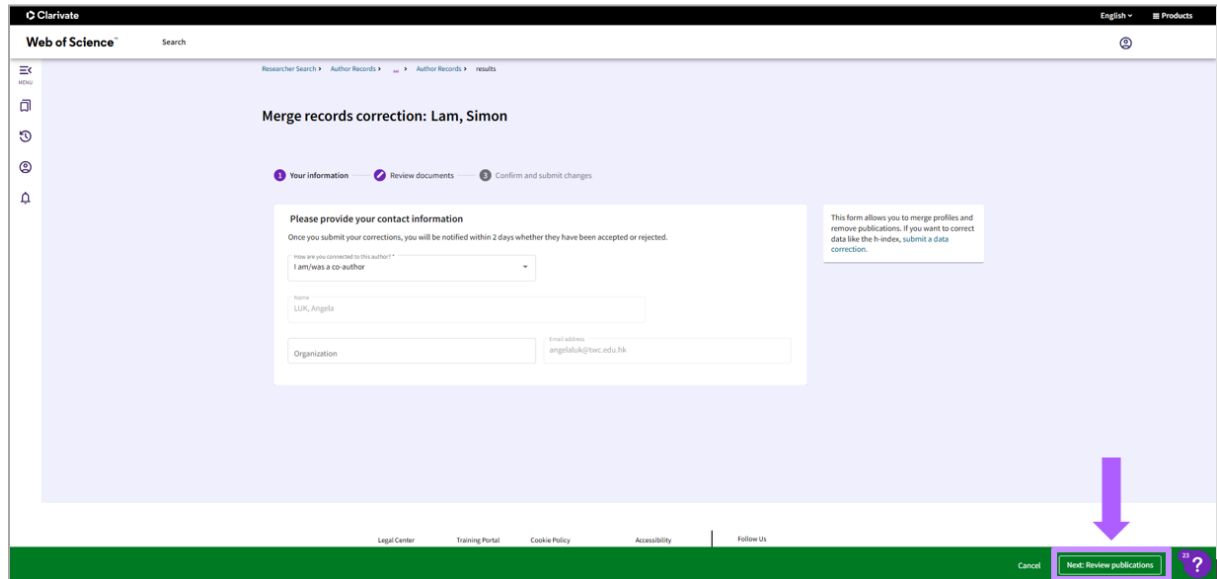 Clarivate
English
Products
Web of Science™
Search
MENU
Researcher Search > Author Records > ... > Author Records > results
Merge records correction: Lam, Simon
1 Your information
Review documents
3 Confirm and submit changes
Please provide your contact information
Once you submit your corrections, you will be notified within 2 days whether they have been accepted or rejected.
How are you connected to this author? *
I am/was a co-author
Name
LUK, Angela
Organization
Email address
angelaluk@twc.edu.hk
This form allows you to merge profiles and
remove publications. If you want to correct
data like the h-index, submit a data
correction.
Legal Center
Training Portal
Cookie Policy
Accessibility
Follow Us
Cancel
Next: Review publications
23
?